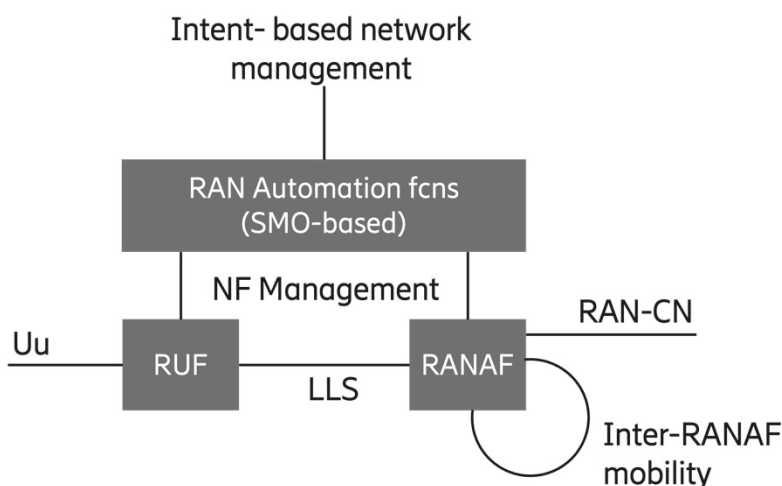 Intent- based network
management
RAN Automation fcns
(SMO-based)
NF Management
RAN-CN
Uu
RUF
RANAF
LLS
Inter-RANAF
mobility